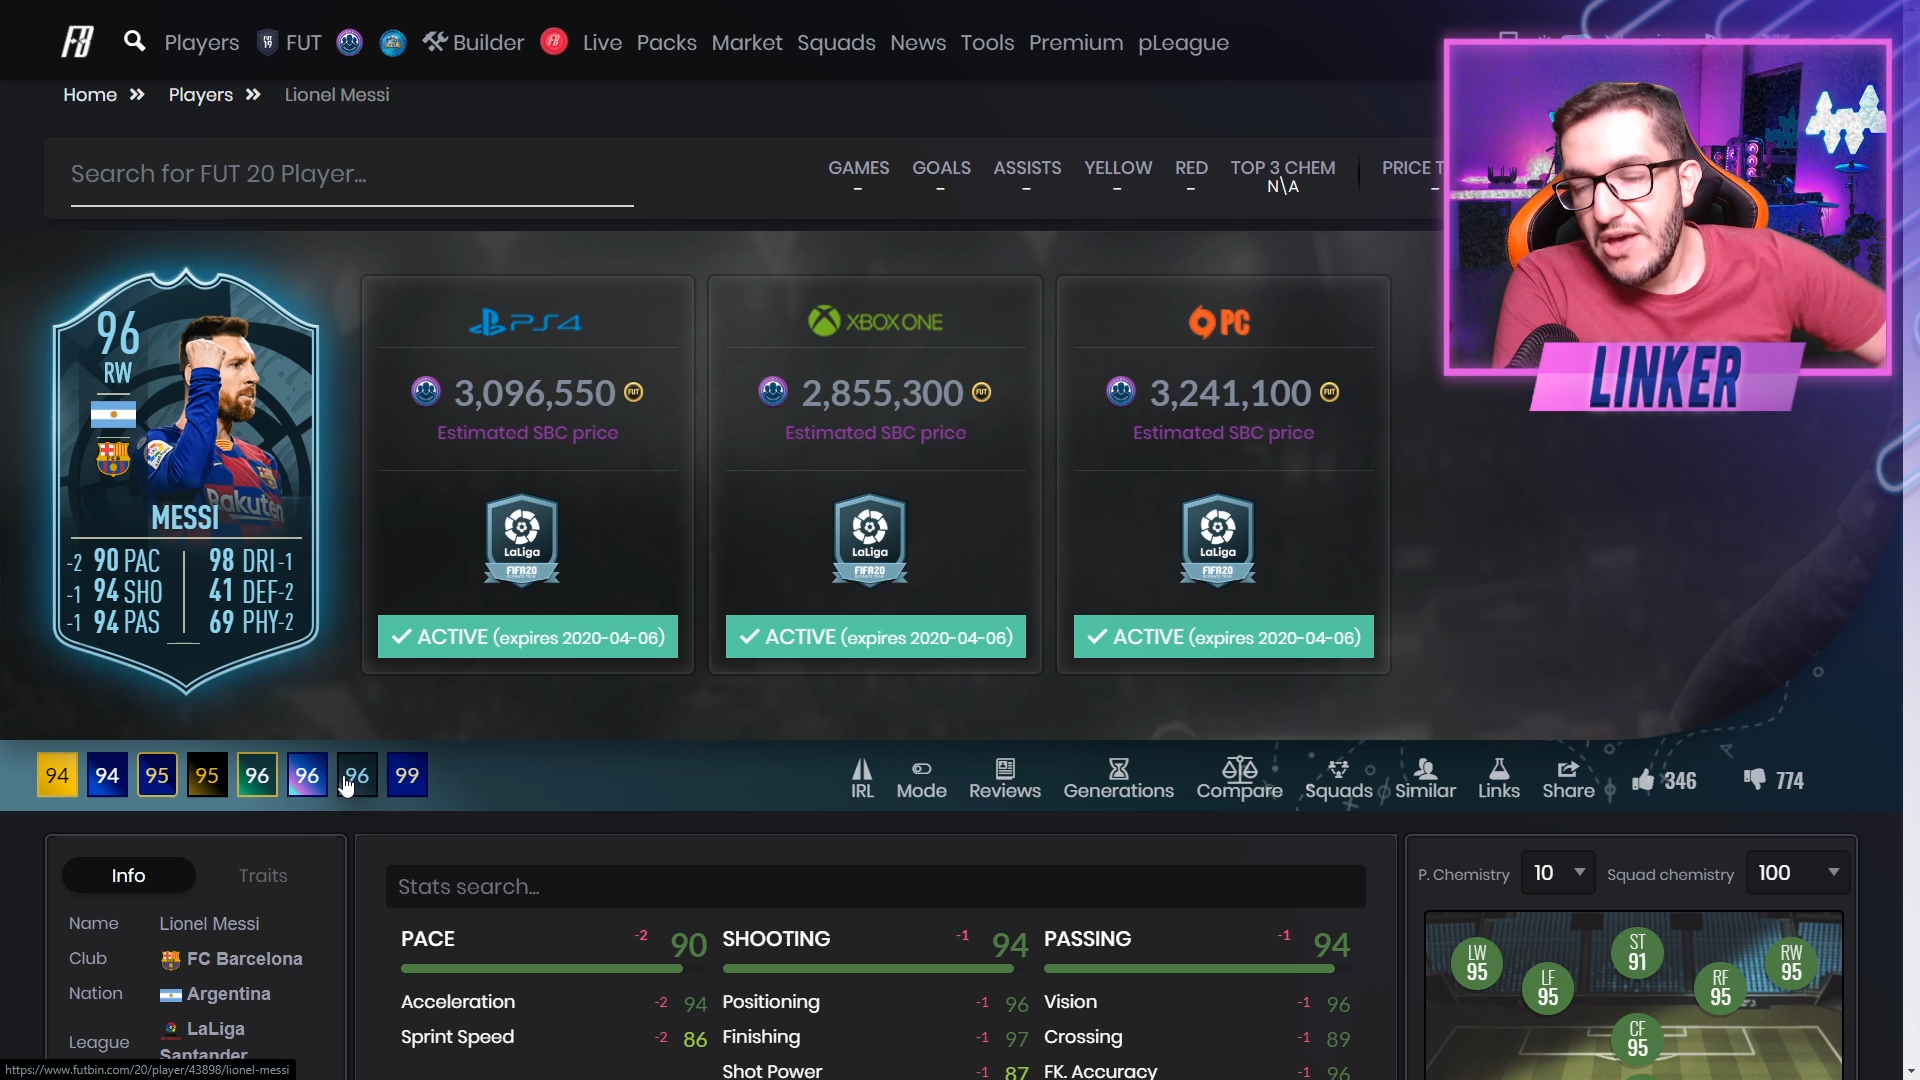 Players FUT Builder Live Packs Market Squads News Tools Premium pLeague
Home » Players » Lionel Messi
Search for FUT 20 Player...
GAMES GOALS ASSISTS YELLOW RED TOP 3 CHEM PRICE T
- - - - - N\A -
LINKER
96
RW
MESSI
-2 90 PAC 98 DRI -1
-1 94 SHO 41 DEF -2
-1 94 PAS 69 PHY -2
Rakuten
PS4
3,096,550
Estimated SBC price
LaLiga
FIFA20
✓ ACTIVE (expires 2020-04-06)
XBOX ONE
2,855,300
Estimated SBC price
LaLiga
FIFA20
✓ ACTIVE (expires 2020-04-06)
PC
3,241,100
Estimated SBC price
LaLiga
FIFA20
✓ ACTIVE (expires 2020-04-06)
94 94 95 95 96 96 96 99
IRL Mode Reviews Generations Compare Squads Similar Links Share 346 774
Info Traits
Name Lionel Messi
Club FC Barcelona
Nation Argentina
League LaLiga
Santander
Stats search...
PACE -2 90
Acceleration -2 94
Sprint Speed -2 86
SHOOTING -1 94
Positioning -1 96
Finishing -1 97
Shot Power -1 87
PASSING -1 94
Vision -1 96
Crossing -1 89
FK. Accuracy -1 96
P. Chemistry 10 Squad chemistry 100
LW
95
LF
95
ST
91
RF
95
RW
95
CF
95
https://www.futbin.com/20/player/43898/lionel-messi